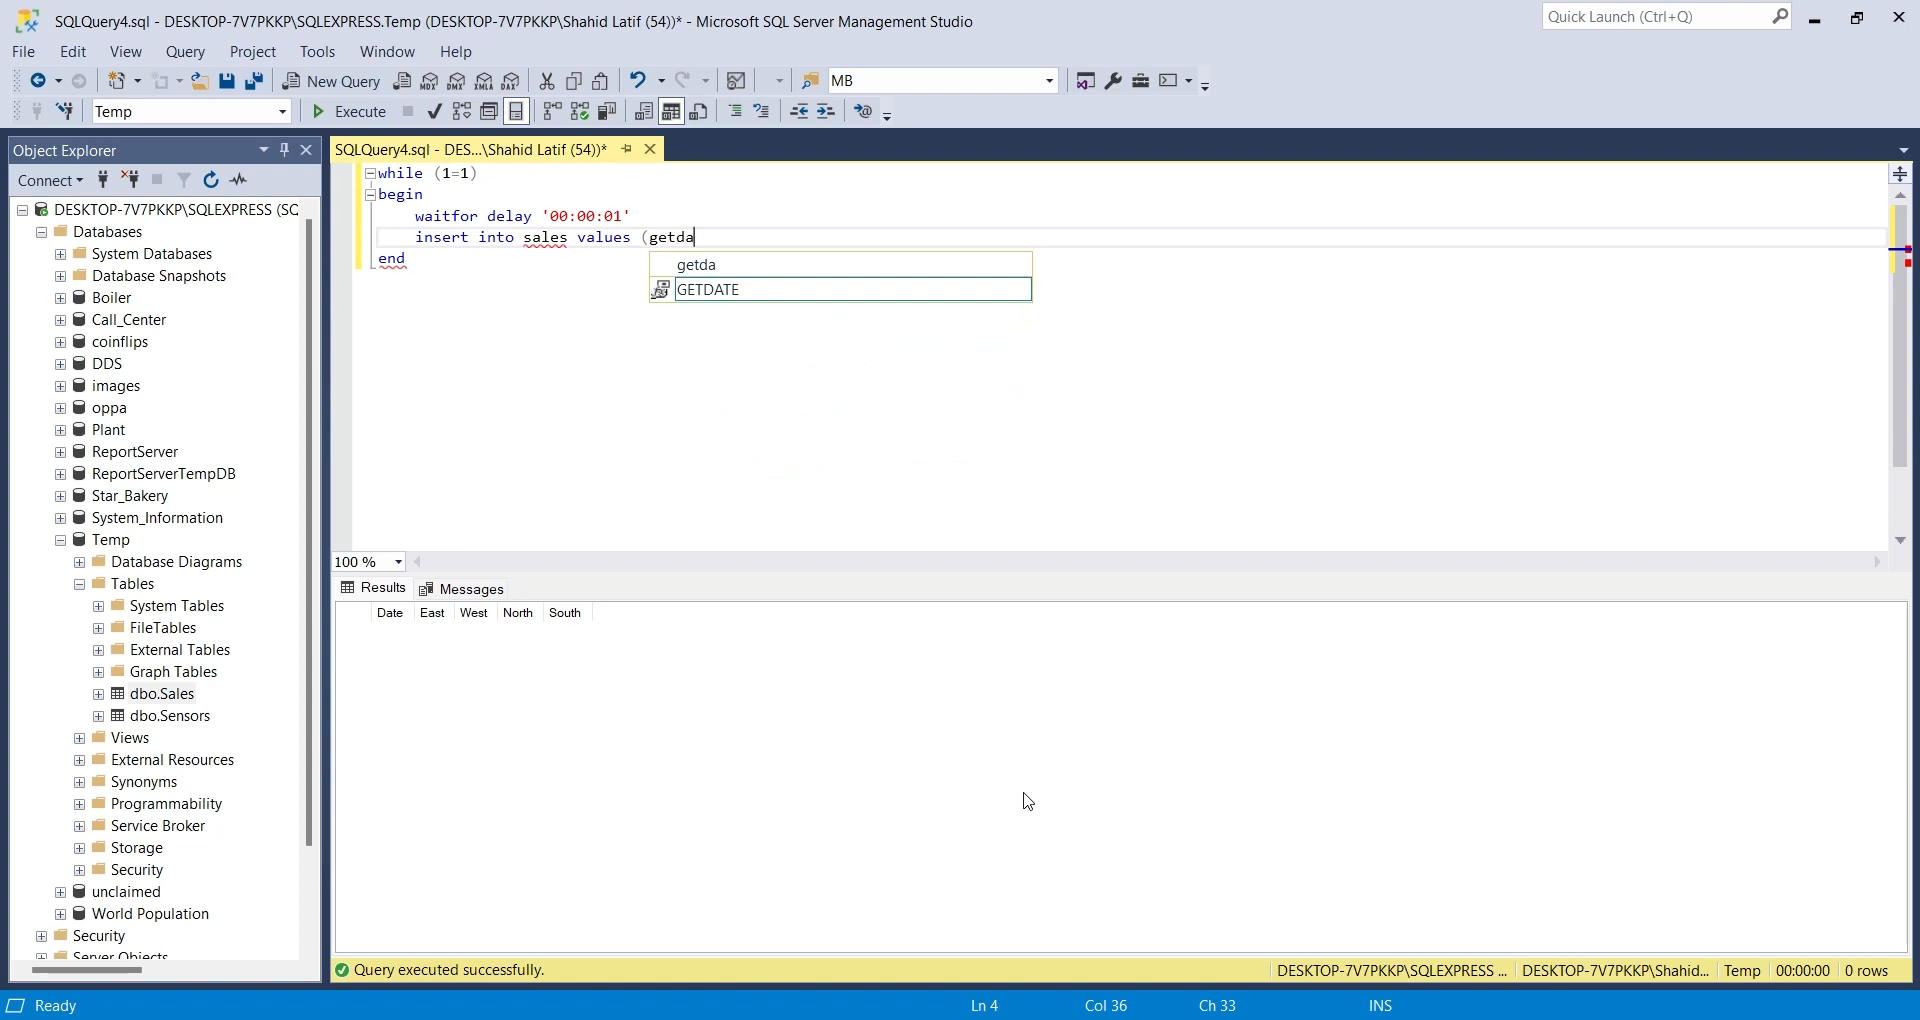 SQLQuery4.sql - DESKTOP-7V7PKKP\SQLEXPRESS.Temp (DESKTOP-7V7PKKP\Shahid Latif (54))* - Microsoft SQL Server Management Studio
Quick Launch (Ctrl+Q)
File Edit View Query Project Tools Window Help
New Query MDX DMX XMLA DAX MB
Temp Execute
Object Explorer
Connect
DESKTOP-7V7PKKP\SQLEXPRESS (SQ
Databases
System Databases
Database Snapshots
Boiler
Call_Center
coinflips
DDS
images
oppa
Plant
ReportServer
ReportServerTempDB
Star_Bakery
System_Information
Temp
Database Diagrams
Tables
System Tables
FileTables
External Tables
Graph Tables
dbo.Sales
dbo.Sensors
Views
External Resources
Synonyms
Programmability
Service Broker
Storage
Security
unclaimed
World Population
Security
Server Objects
SQLQuery4.sql - DES...\Shahid Latif (54))*
while (1=1)
begin
waitfor delay '00:00:01'
insert into sales values (getda
end
getda
GETDATE
100 %
Results Messages
Date East West North South
Query executed successfully.
DESKTOP-7V7PKKP\SQLEXPRESS ... DESKTOP-7V7PKKP\Shahid... Temp 00:00:00 0 rows
Ready Ln 4 Col 36 Ch 33 INS